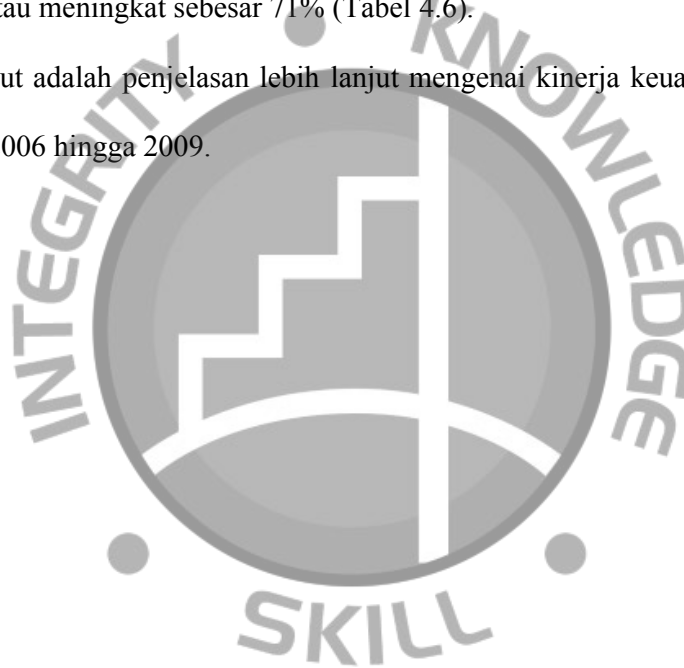 tau meningkat sebesar 71% (Tabel 4.6).
ut adalah penjelasan lebih lanjut mengenai kinerja keua
006 hingga 2009.
INTEGRITY
KNOWLEDGE
SKILL